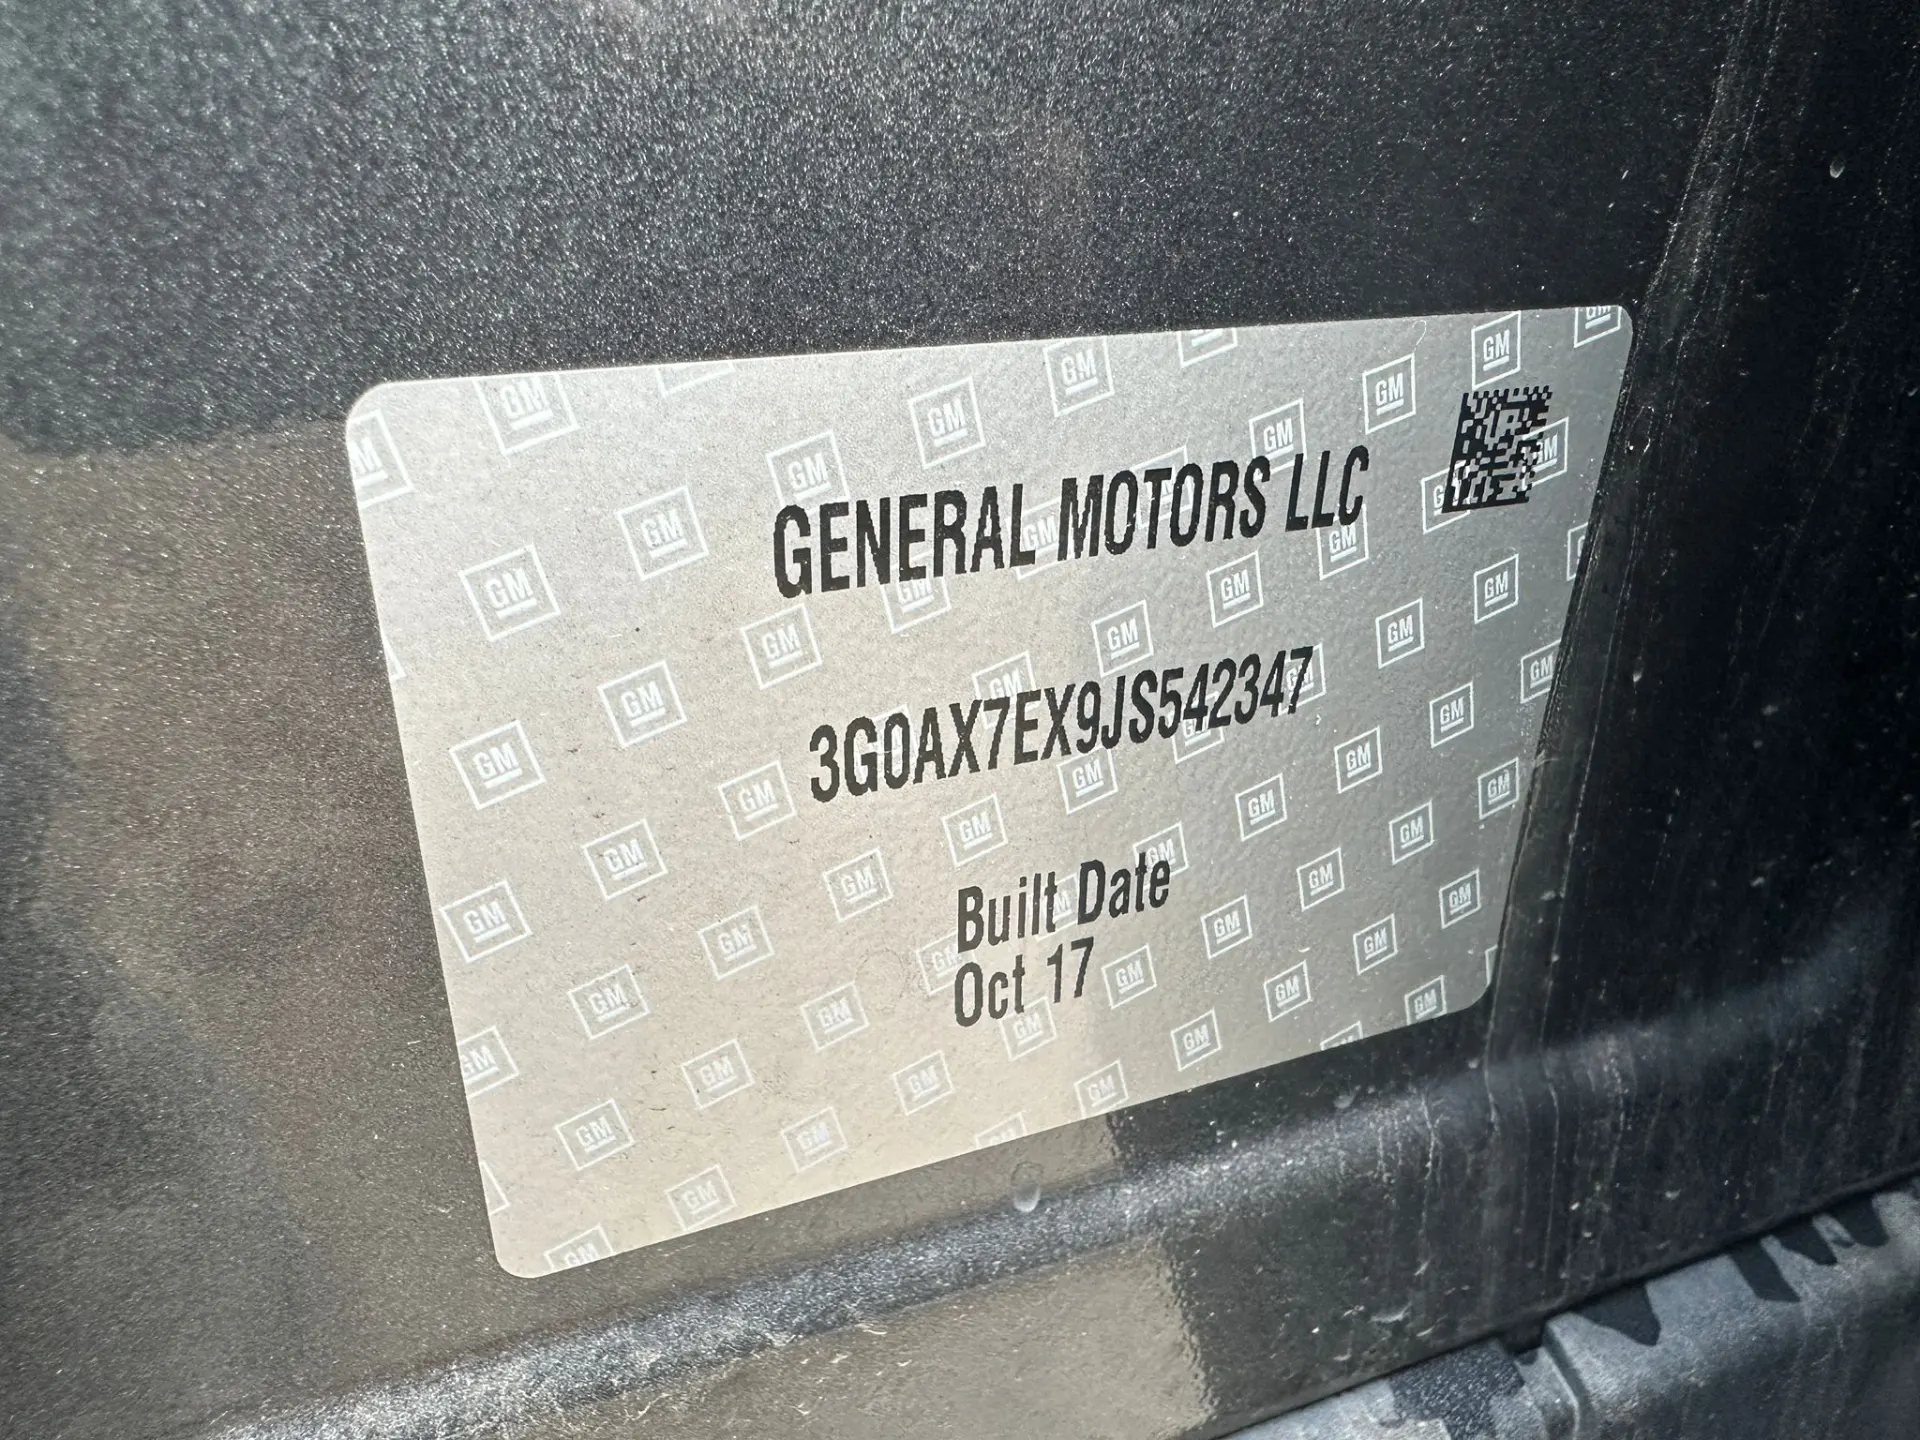 GENERAL MOTORS LLC
3G0AX7EX9JS542347
Built Date
Oct 17